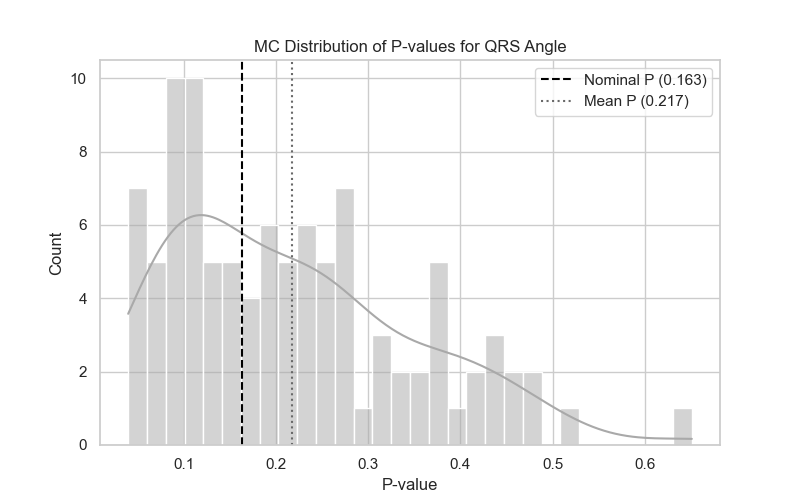 MC Distribution of P-values for QRS Angle
Nominal P (0.163)
Mean P (0.217)
10
8
6
4
2
0
Count
0.1 0.2 0.3 0.4 0.5 0.6
P-value